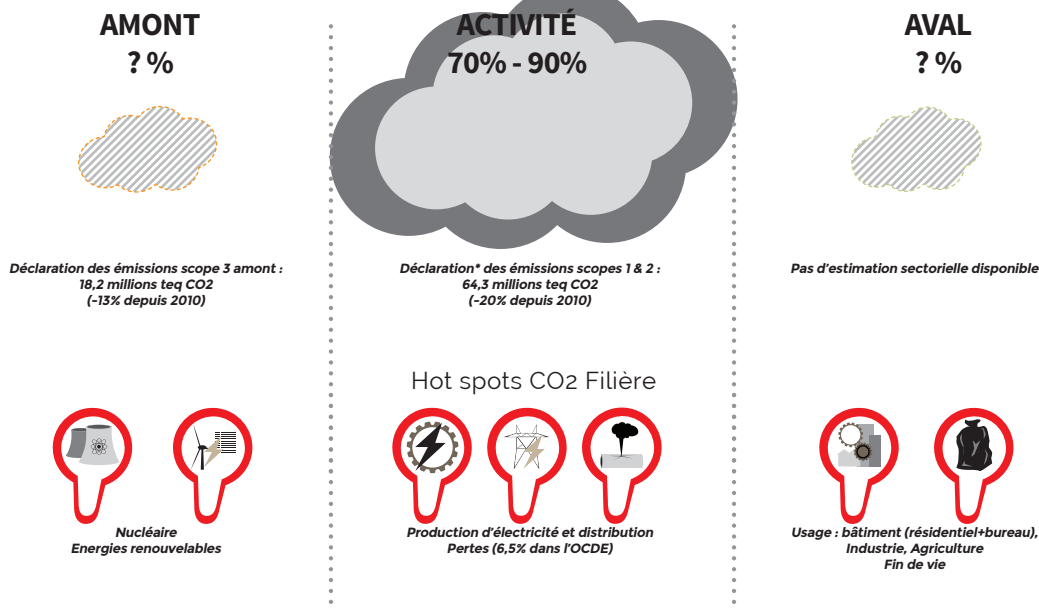 AMONT
? %
Déclaration des émissions scope 3 amont :
18,2 millions teq CO2
(-13% depuis 2010)
ACTIVITÉ
70% - 90%
Déclaration* des émissions scopes 1 & 2 :
64,3 millions teq CO2
(-20% depuis 2010)
AVAL
? %
Pas d'estimation sectorielle disponible
Hot spots CO2 Filière
Nucléaire
Energies renouvelables
Production d'électricité et distribution
Pertes (6,5% dans l'OCDE)
Usage : bâtiment (résidentiel+bureau),
Industrie, Agriculture
Fin de vie